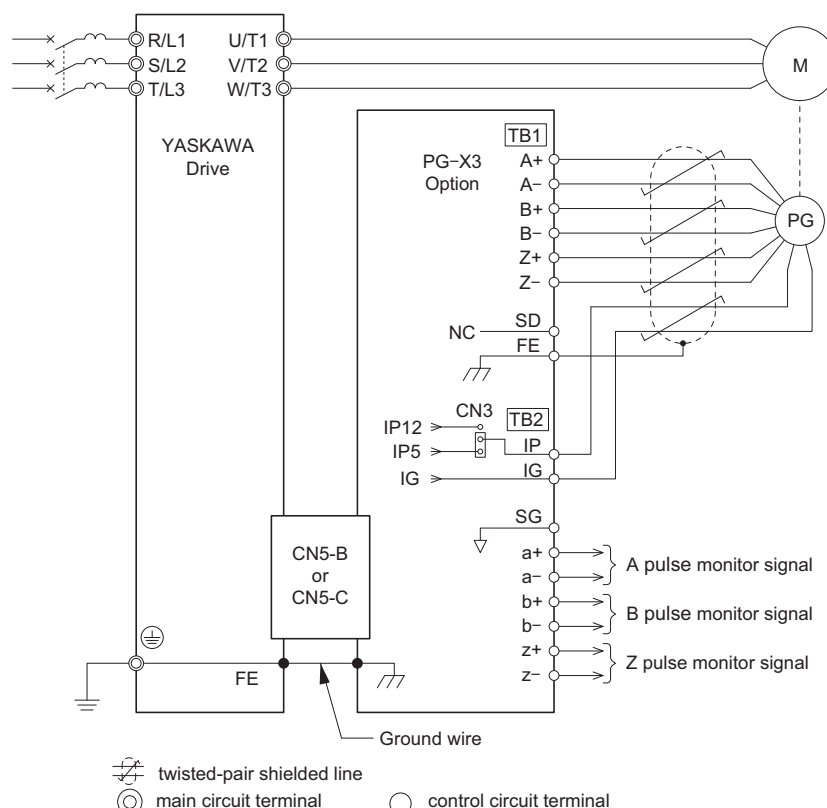 R/L1 U/T1
S/L2 V/T2 M
T/L3 W/T3
YASKAWA
Drive
TB1
PG-X3
Option
A+
A-
B+
B-
Z+
Z-
PG
NC SD
FE
CN3 TB2
IP12
IP5 IP
IG IG
SG
CN5-B
or
CN5-C
a+
a- A pulse monitor signal
b+
b- B pulse monitor signal
z+
z- Z pulse monitor signal
FE
Ground wire
twisted-pair shielded line
main circuit terminal control circuit terminal